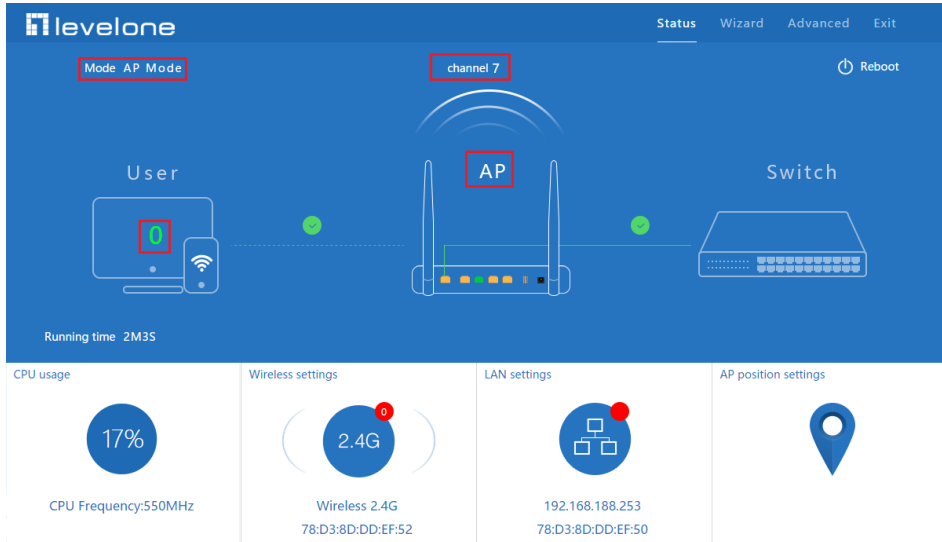 levelone
Status Wizard Advanced Exit
Mode AP Mode
channel 7
Reboot
User
AP
Switch
0
Running time 2M3S
CPU usage
Wireless settings
LAN settings
AP position settings
17%
0
2.4G
CPU Frequency:550MHz
Wireless 2.4G
192.168.188.253
78:D3:8D:DD:EF:52
78:D3:8D:DD:EF:50